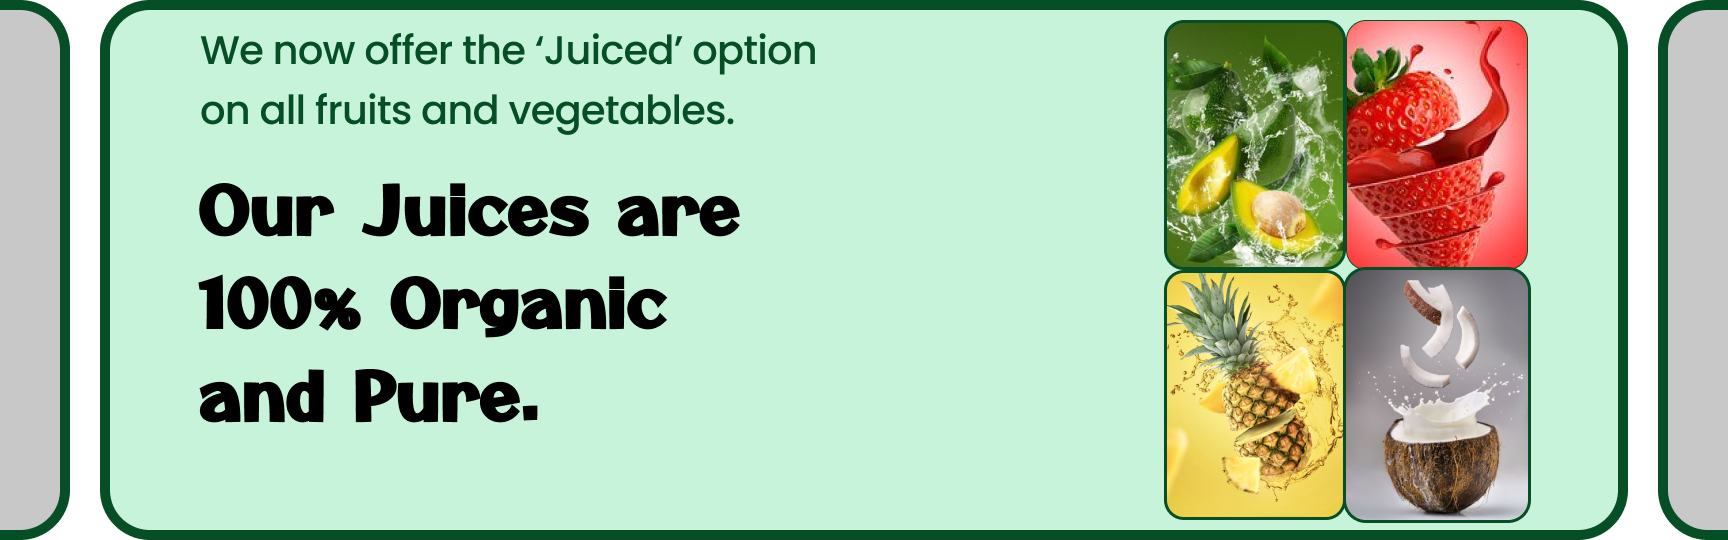 We now offer the ‘Juiced’ option
on all fruits and vegetables.
Our Juices are
100% Organic
and Pure.